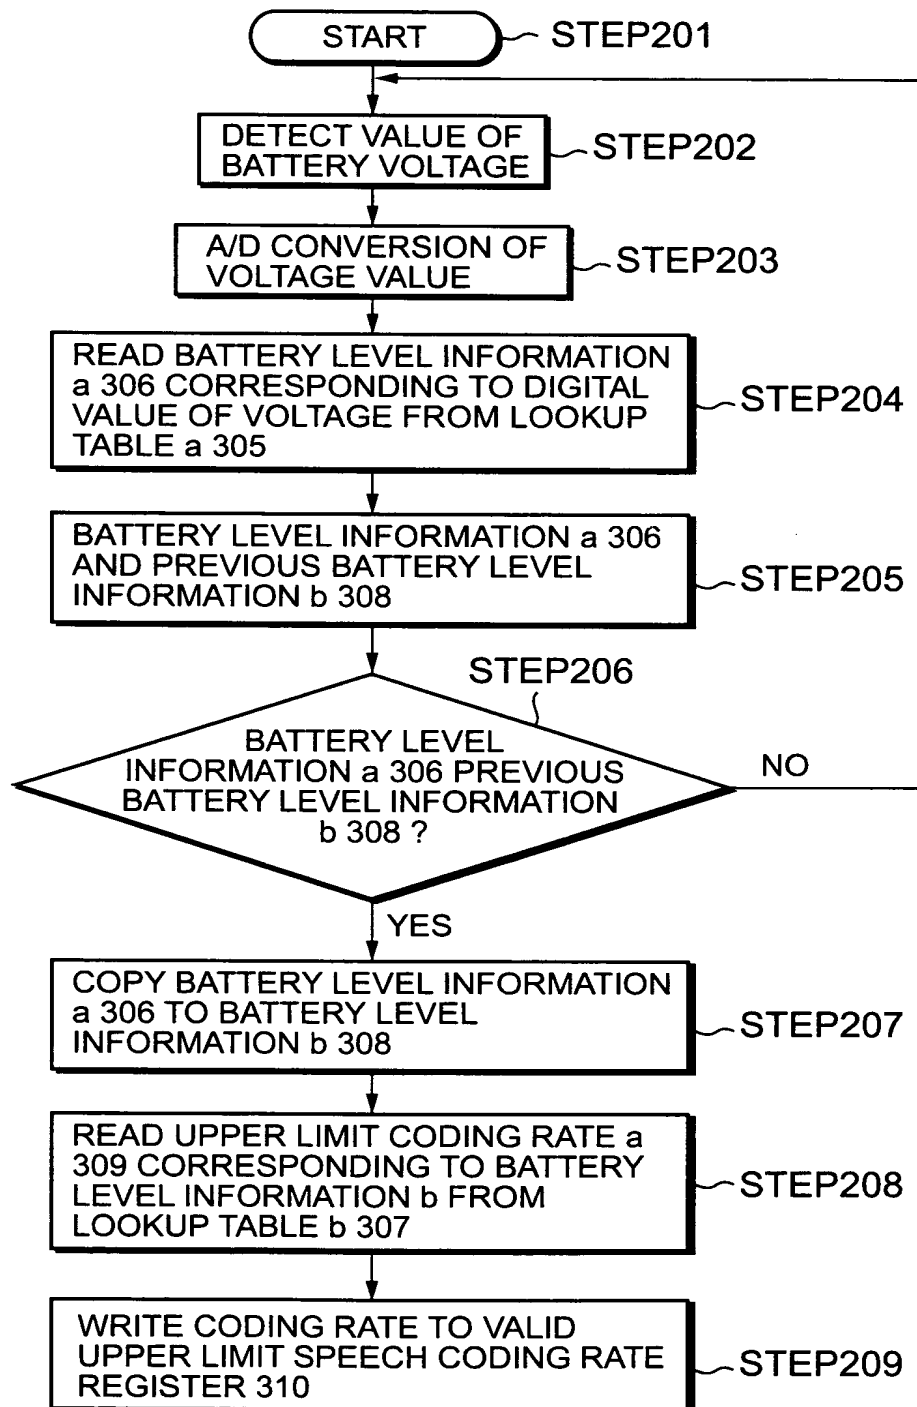 START
STEP201
DETECT VALUE OF
BATTERY VOLTAGE
STEP202
A/D CONVERSION OF
VOLTAGE VALUE
STEP203
READ BATTERY LEVEL INFORMATION
a 306 CORRESPONDING TO DIGITAL
VALUE OF VOLTAGE FROM LOOKUP
TABLE a 305
STEP204
BATTERY LEVEL INFORMATION a 306
AND PREVIOUS BATTERY LEVEL
INFORMATION b 308
STEP205
STEP206
BATTERY LEVEL
INFORMATION a 306 PREVIOUS
BATTERY LEVEL INFORMATION
b 308 ?
NO
YES
COPY BATTERY LEVEL INFORMATION
a 306 TO BATTERY LEVEL
INFORMATION b 308
STEP207
READ UPPER LIMIT CODING RATE a
309 CORRESPONDING TO BATTERY
LEVEL INFORMATION b FROM
LOOKUP TABLE b 307
STEP208
WRITE CODING RATE TO VALID
UPPER LIMIT SPEECH CODING RATE
REGISTER 310
STEP209